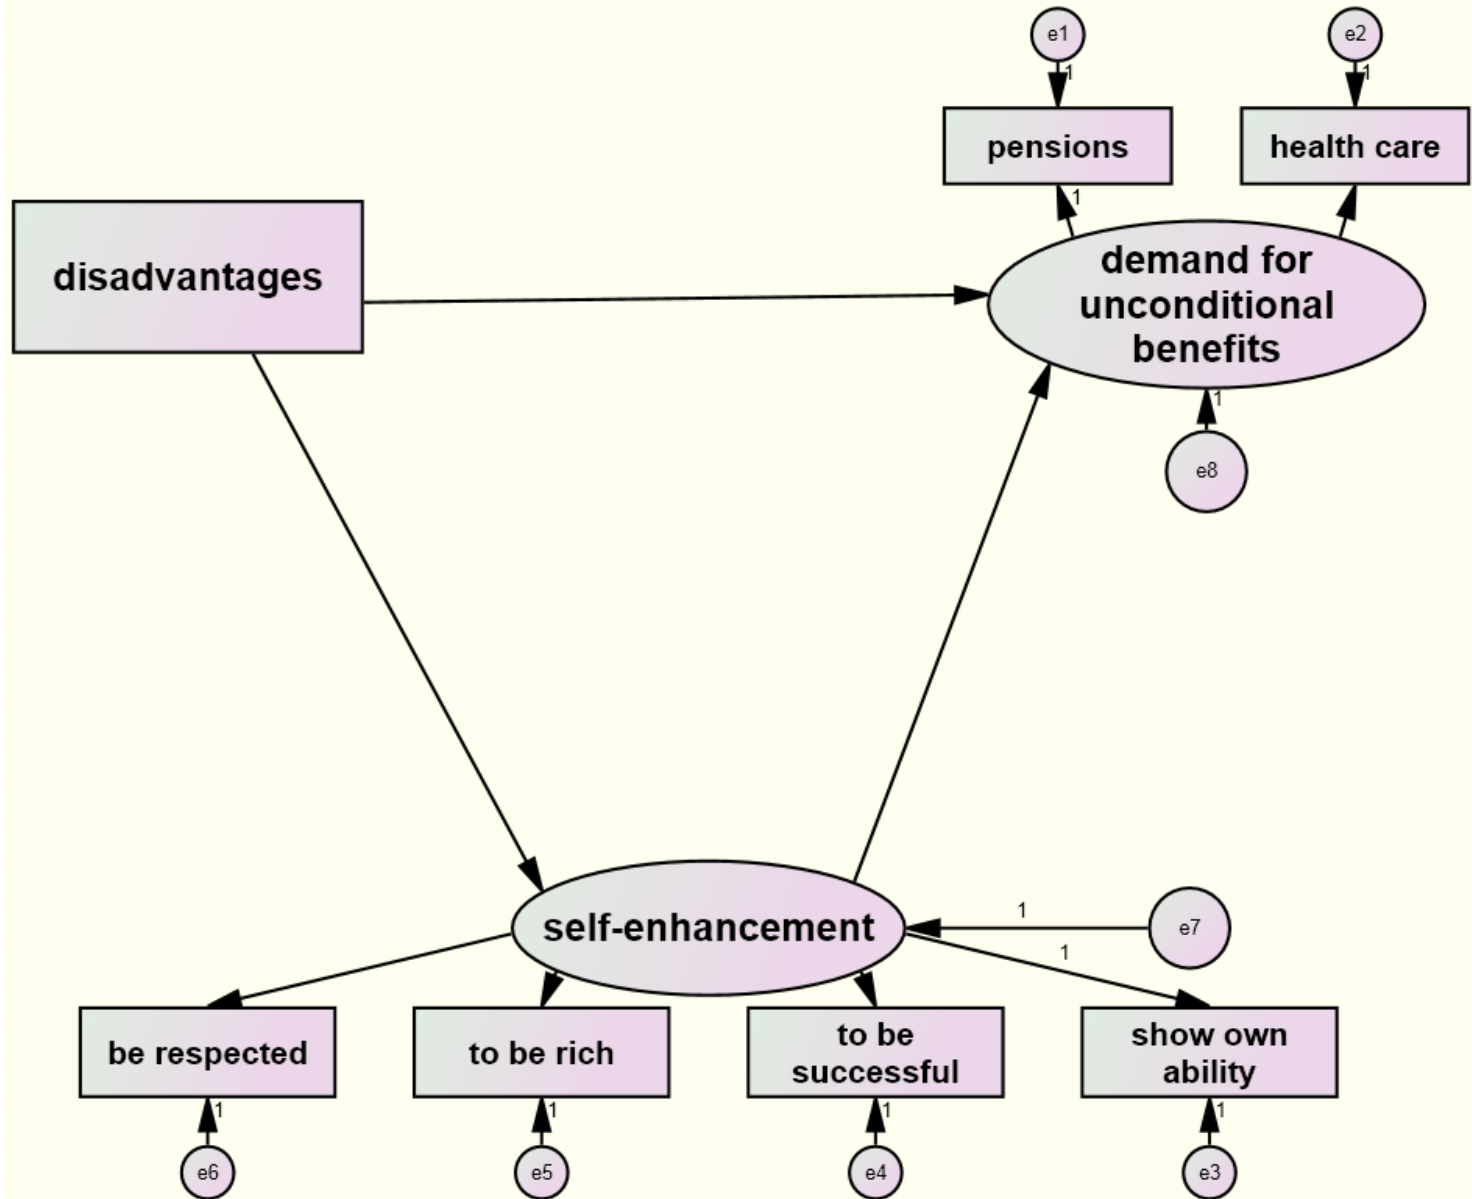 e1
e2
1
1
pensions
health care
1
disadvantages
demand for
unconditional
benefits
1
e8
self-enhancement
1
e7
1
be respected
to be rich
to be
successful
show own
ability
1
1
1
1
e6
e5
e4
e3